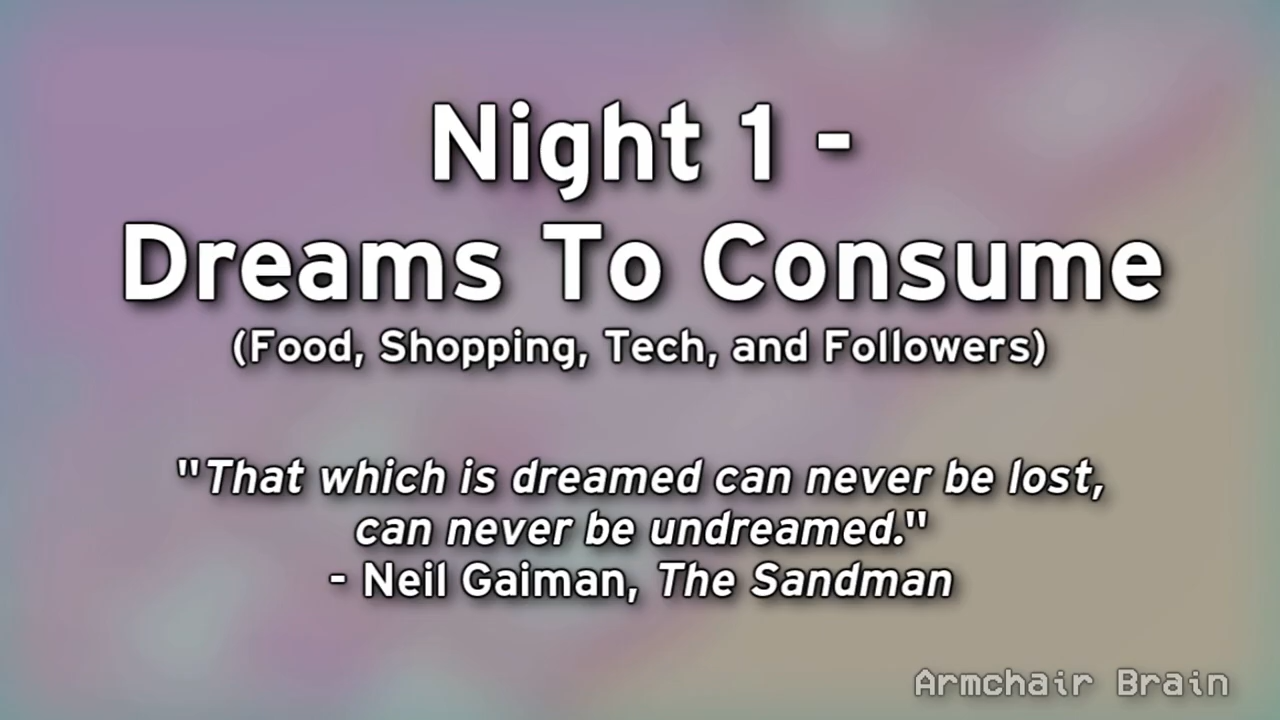 Night 1 -
Dreams To Consume
(Food, Shopping, Tech, and Followers)
"That which is dreamed can never be lost,
can never be undreamed."
- Neil Gaiman, The Sandman
Armchair Brain